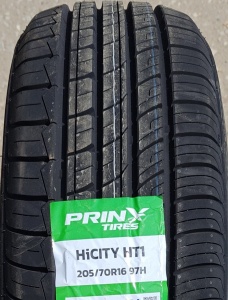 PRINX
TIRES
HiCITY HT1
205/70R16 97H